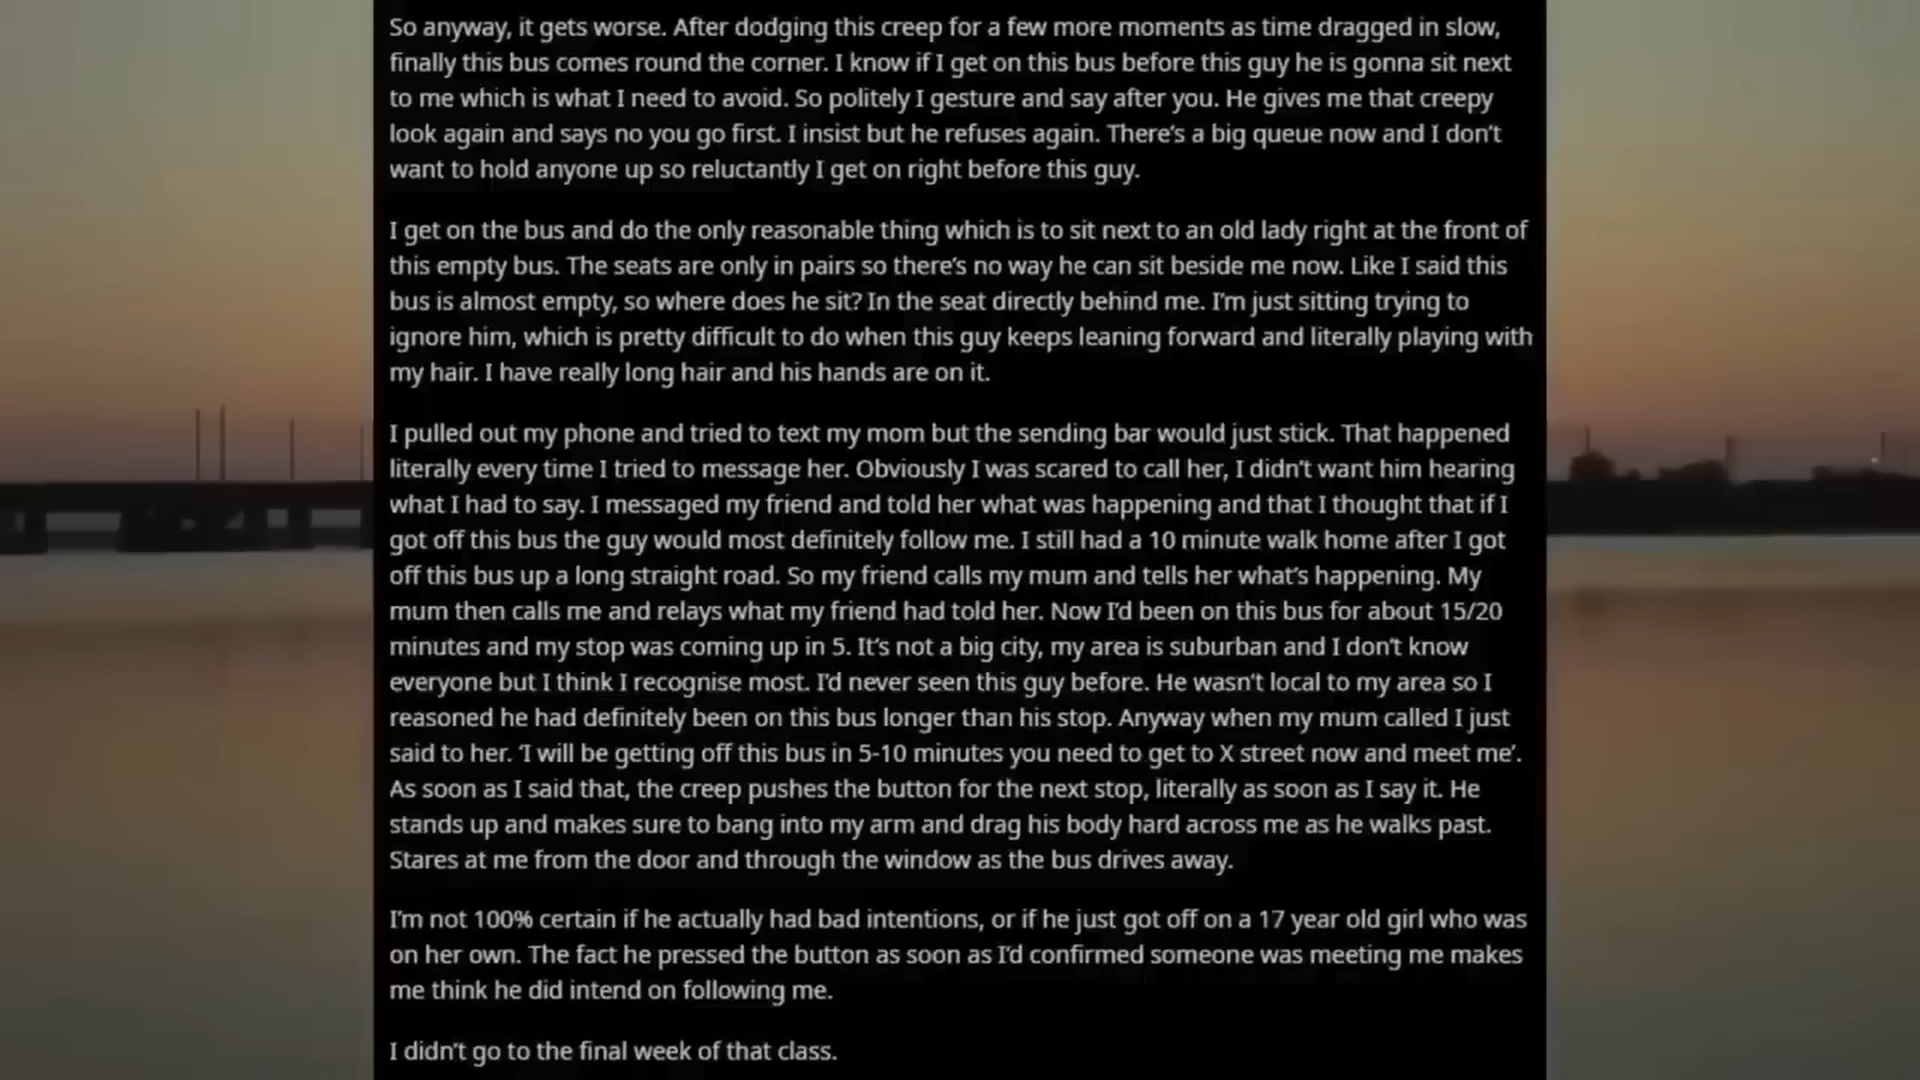 So anyway, it gets worse. After dodging this creep for a few more moments as time dragged in slow,
finally this bus comes round the corner. I know if I get on this bus before this guy he is gonna sit next
to me which is what I need to avoid. So politely I gesture and say after you. He gives me that creepy
look again and says no you go first. I insist but he refuses again. There's a big queue now and I don't
want to hold anyone up so reluctantly I get on right before this guy.
I get on the bus and do the only reasonable thing which is to sit next to an old lady right at the front of
this empty bus. The seats are only in pairs so there's no way he can sit beside me now. Like I said this
bus is almost empty, so where does he sit? In the seat directly behind me. I'm just sitting trying to
ignore him, which is pretty difficult to do when this guy keeps leaning forward and literally playing with
my hair. I have really long hair and his hands are on it.
I pulled out my phone and tried to text my mom but the sending bar would just stick. That happened
literally every time I tried to message her. Obviously I was scared to call her, I didn't want him hearing
what I had to say. I messaged my friend and told her what was happening and that I thought that if I
got off this bus the guy would most definitely follow me. I still had a 10 minute walk home after I got
off this bus up a long straight road. So my friend calls my mum and tells her what's happening. My
mum then calls me and relays what my friend had told her. Now I'd been on this bus for about 15/20
minutes and my stop was coming up in 5. It's not a big city, my area is suburban and I don't know
everyone but I think I recognise most. I'd never seen this guy before. He wasn't local to my area so I
reasoned he had definitely been on this bus longer than his stop. Anyway when my mum called I just
said to her. 'I will be getting off this bus in 5-10 minutes you need to get to X street now and meet me'.
As soon as I said that, the creep pushes the button for the next stop, literally as soon as I say it. He
stands up and makes sure to bang into my arm and drag his body hard across me as he walks past.
Stares at me from the door and through the window as the bus drives away.
I'm not 100% certain if he actually had bad intentions, or if he just got off on a 17 year old girl who was
on her own. The fact he pressed the button as soon as I'd confirmed someone was meeting me makes
me think he did intend on following me.
I didn't go to the final week of that class.